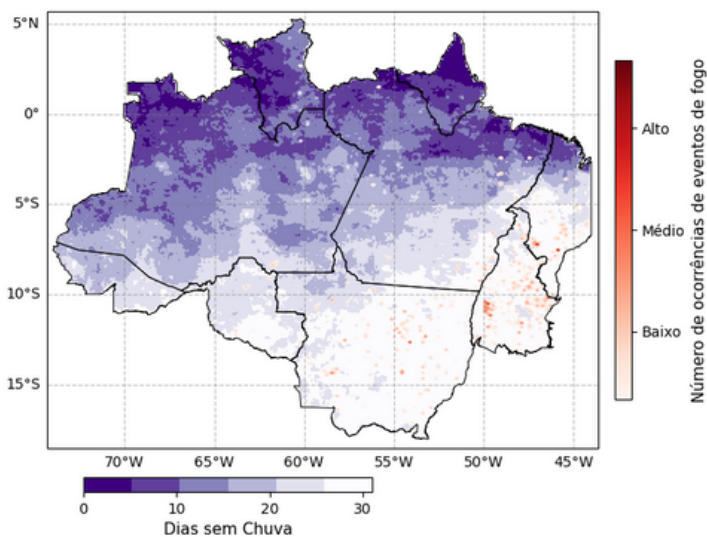 5°N
0°
5°S
10°S
15°S
70°W 65°W 60°W 55°W 50°W 45°W
0 10 20 30
Dias sem Chuva
Alto
Médio
Baixo
Número de ocorrências de eventos de fogo